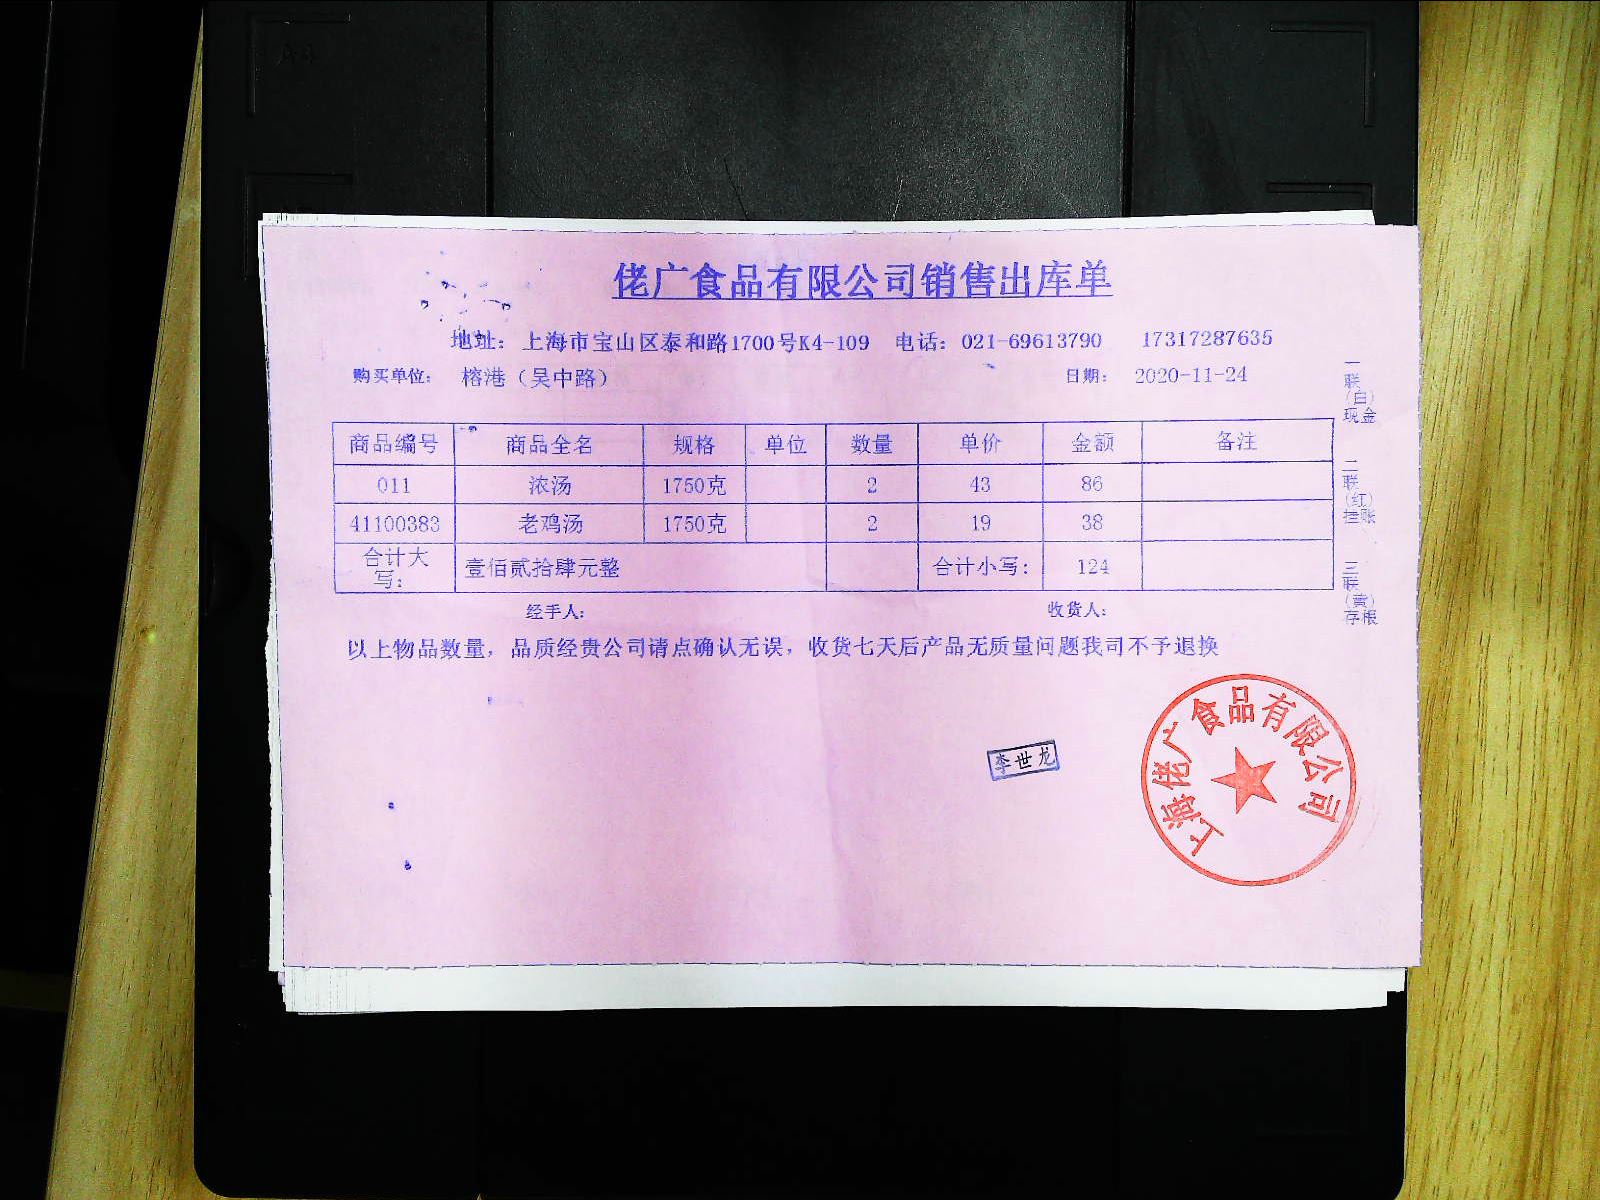 佬广食品有限公司销售出库单
地址：上海市宝山区泰和路1700号K4-109 电话：021-69613790 17317287635
购买单位：榕港（吴中路） 日期：2020-11-24
商品编号 商品全名 规格 单位 数量 单价 金额 备注
011 浓汤 1750克 2 43 86
41100383 老鸡汤 1750克 2 19 38
合计大写： 壹佰贰拾肆元整 合计小写： 124
经手人： 收货人：
以上物品数量，品质经贵公司请点确认无误，收货七天后产品无质量问题我司不予退换
一联（白）现金
二联（红）挂账
三联（黄）存根
李世龙
上海佬广食品有限公司